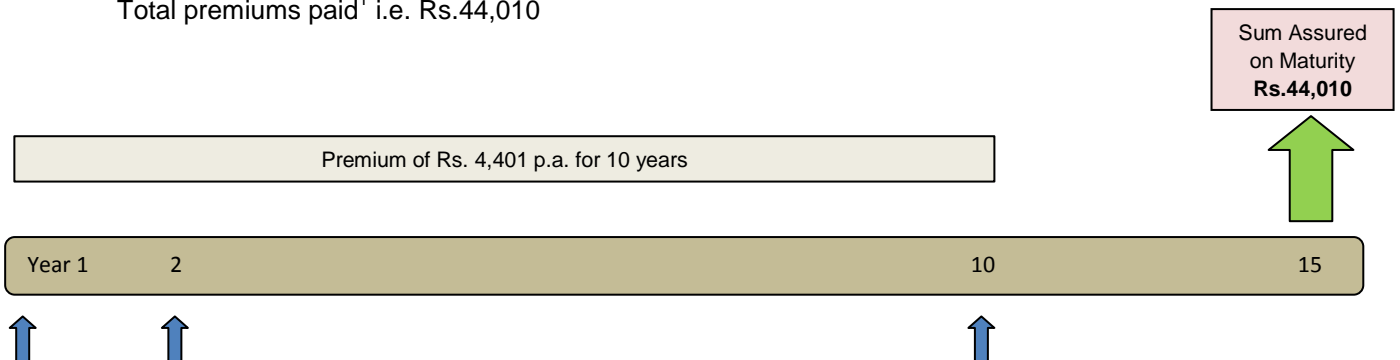 Total premiums paid¹ i.e. Rs.44,010
Sum Assured
on Maturity
Rs.44,010
Premium of Rs. 4,401 p.a. for 10 years
Year 1 2 10 15